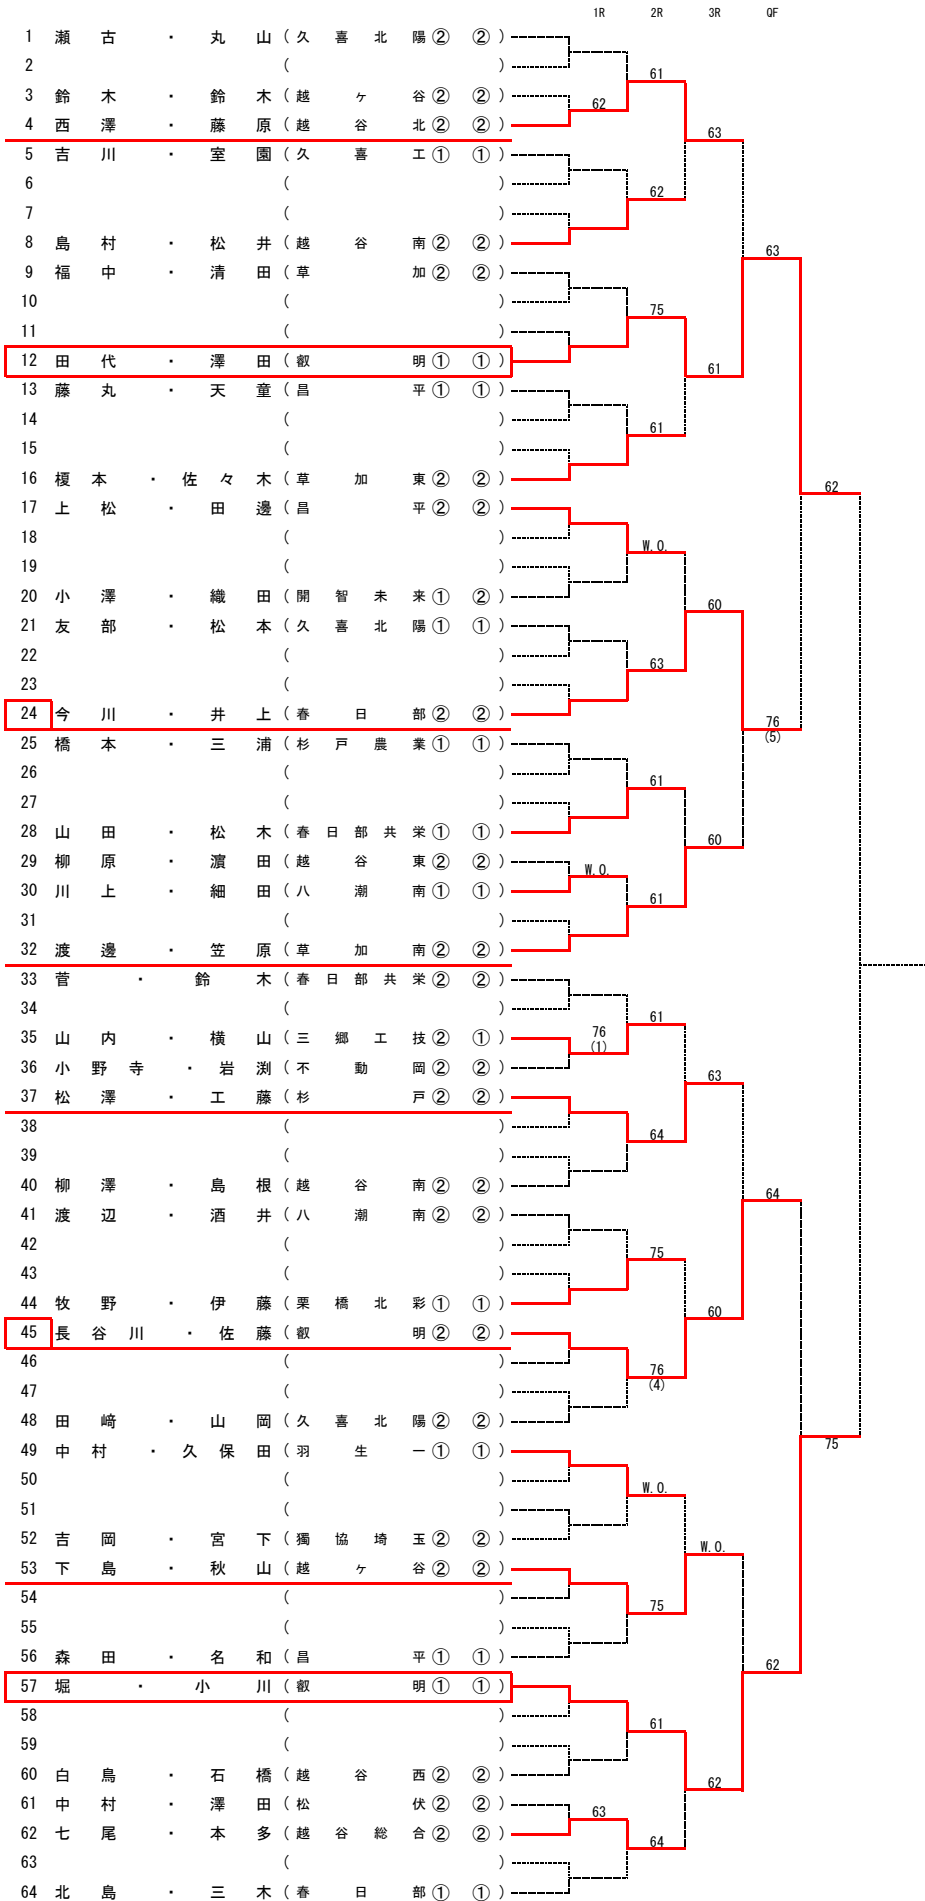 1R 2R 3R QF
1 瀬古・丸山(久喜北陽② ②)
2 ( )
61
3 鈴木・鈴木(越ヶ谷② ②)
62
4 西澤・藤原(越谷北② ②)
63
5 吉川・室園(久喜工① ①)
6 ( )
62
7 ( )
8 島村・松井(越谷南② ②)
63
9 福中・清田(草加② ②)
10 ( )
75
11 ( )
12 田代・澤田(叡明① ①)
61
13 藤丸・天童(昌平① ①)
14 ( )
61
15 ( )
16 榎本・佐々木(草加東② ②)
62
17 上松・田邊(昌平② ②)
18 ( )
W.O.
19 ( )
20 小澤・織田(開智未来① ②)
60
21 友部・松本(久喜北陽① ①)
22 ( )
63
23 ( )
24 今川・井上(春日部② ②)
76
(5)
25 橋本・三浦(杉戸農業① ①)
26 ( )
61
27 ( )
28 山田・松木(春日部共栄① ①)
60
29 柳原・濵田(越谷東② ②)
W.O.
30 川上・細田(八潮南① ①)
61
31 ( )
32 渡邊・笠原(草加南② ②)
33 菅・鈴木(春日部共栄② ②)
34 ( )
61
35 山内・横山(三郷工技② ①)
76
(1)
36 小野寺・岩渕(不動岡② ②)
63
37 松澤・工藤(杉戸② ②)
38 ( )
64
39 ( )
40 柳澤・島根(越谷南② ②)
64
41 渡辺・酒井(八潮南② ②)
42 ( )
75
43 ( )
44 牧野・伊藤(栗橋北彩① ①)
60
45 長谷川・佐藤(叡明② ②)
46 ( )
76
(4)
47 ( )
48 田﨑・山岡(久喜北陽② ②)
75
49 中村・久保田(羽生一① ①)
50 ( )
W.O.
51 ( )
52 吉岡・宮下(獨協埼玉② ②)
W.O.
53 下島・秋山(越ヶ谷② ②)
54 ( )
75
55 ( )
56 森田・名和(昌平① ①)
62
57 堀・小川(叡明① ①)
58 ( )
61
59 ( )
60 白鳥・石橋(越谷西② ②)
62
61 中村・澤田(松伏② ②)
63
62 七尾・本多(越谷総合② ②)
64
63 ( )
64 北島・三木(春日部① ①)